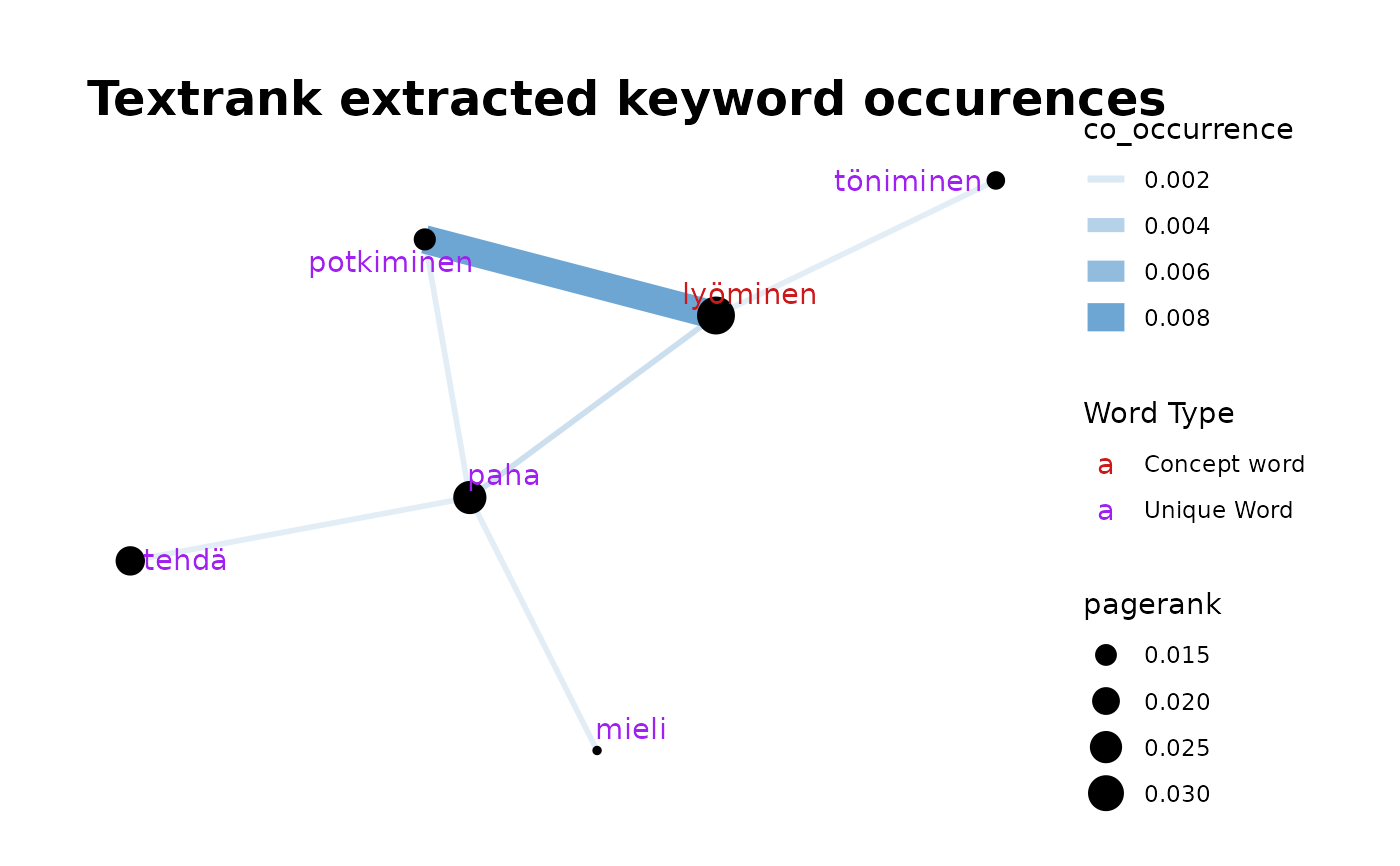 Textrank extracted keyword occurences
co_occurrence
0.002
0.004
0.006
0.008
töniminen
potkiminen
lyöminen
paha
tehdä
mieli
Word Type
a Concept word
a Unique Word
pagerank
0.015
0.020
0.025
0.030